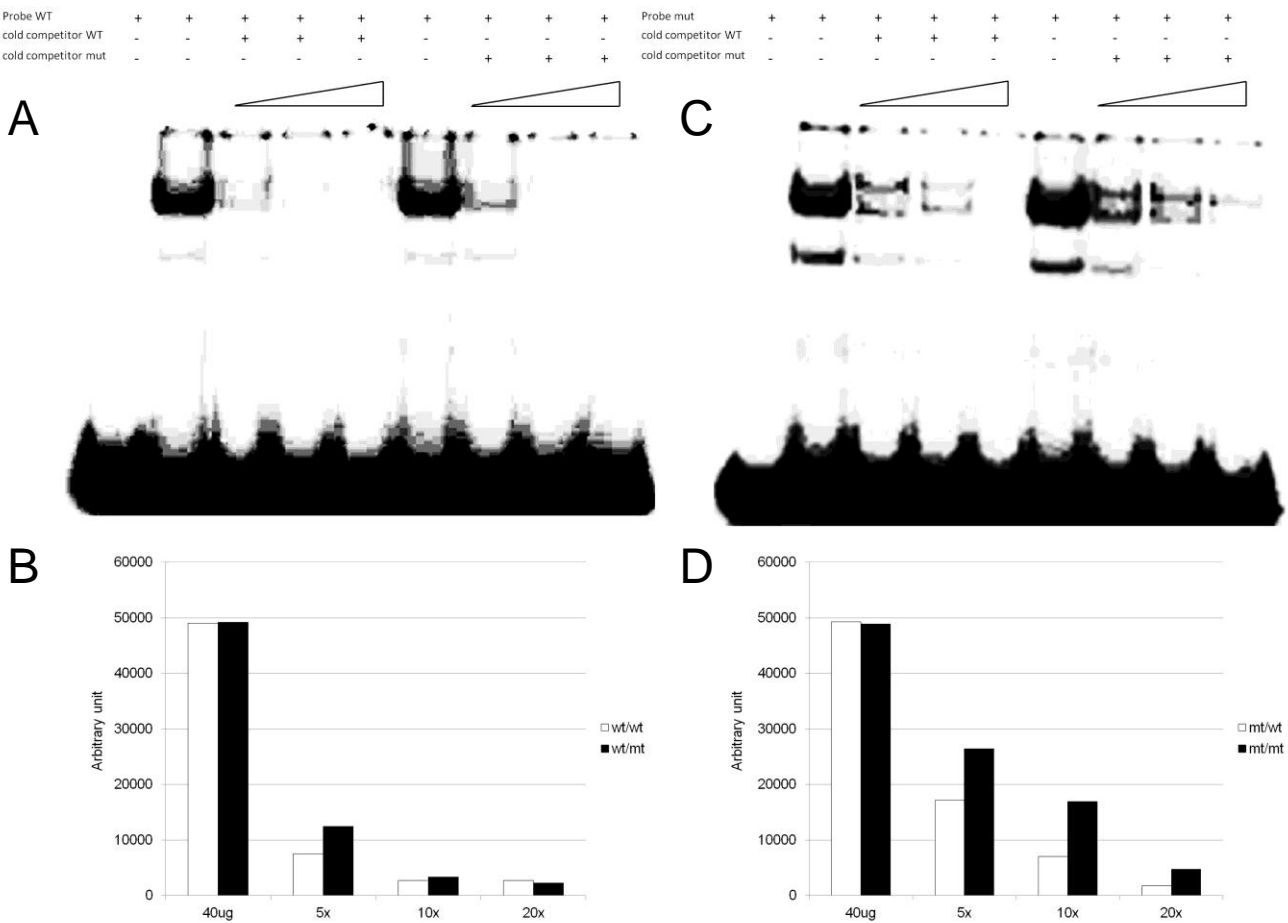 Probe WT + + + + + + + + +
cold competitor WT - - + + + - - - -
cold competitor mut - - - - - - + + +
A
Probe mut + + + + + + + + +
cold competitor WT - - + + + - - - -
cold competitor mut - - - - - - + + +
C
B
60000
50000
40000
30000
20000
10000
0
Arbitrary unit
40ug 5x 10x 20x
wt/wt
wt/mt
D
60000
50000
40000
30000
20000
10000
0
Arbitrary unit
40ug 5x 10x 20x
mt/wt
mt/mt